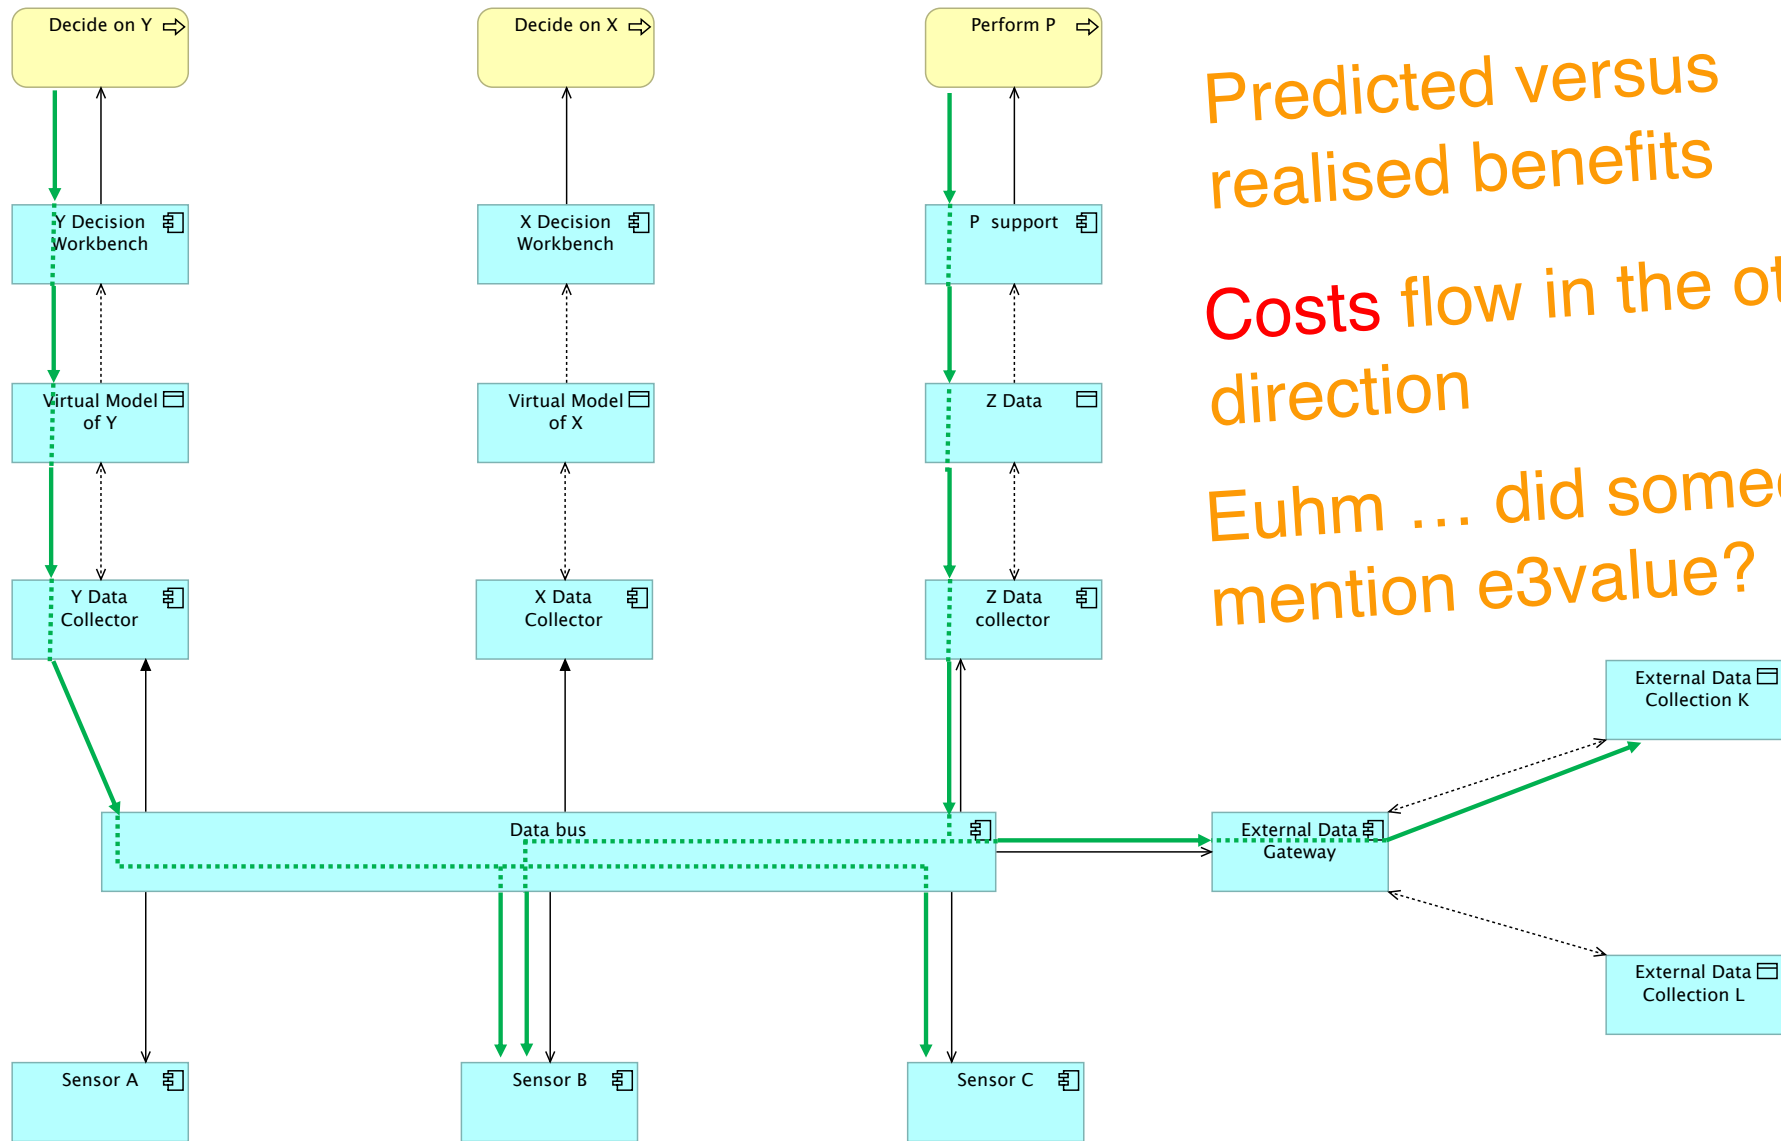 Decide on Y
Decide on X
Perform P
Predicted versus
realised benefits
Y Decision
Workbench
X Decision
Workbench
P support
Costs flow in the
direction
Virtual Model
of Y
Virtual Model
of X
Z Data
Euhm … did
mention e3value?
Y Data
Collector
X Data
Collector
Z Data
collector
External Data
Collection K
Data bus
External Data
Gateway
External Data
Collection L
Sensor A
Sensor B
Sensor C